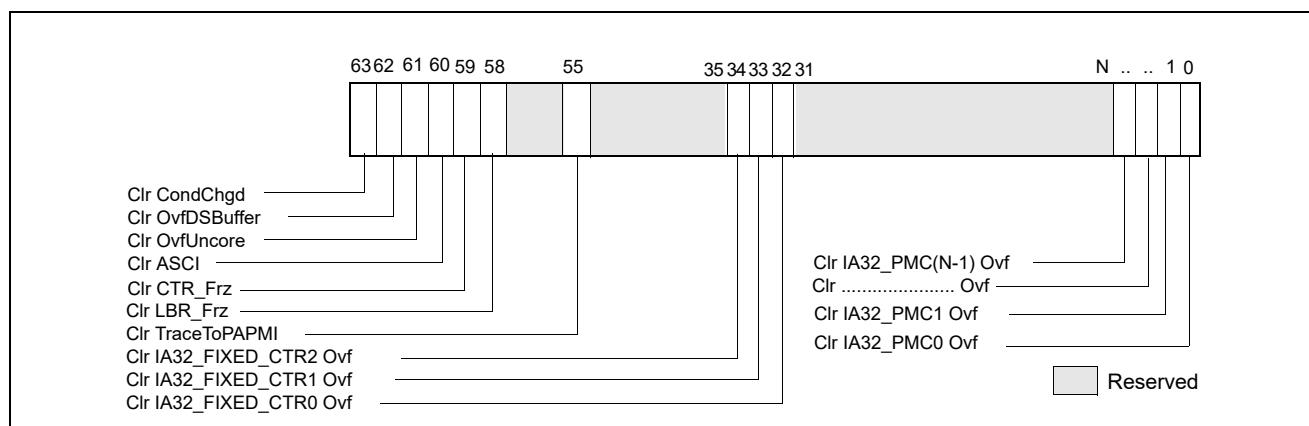 63 62 61 60 59 58 55 35 34 33 32 31 N .. .. 1 0
Clr CondChgd
Clr OvfDSBuffer
Clr OvfUncore
Clr ASCI
Clr CTR_Frz
Clr LBR_Frz
Clr TraceToPAPMI
Clr IA32_FIXED_CTR2 Ovf
Clr IA32_FIXED_CTR1 Ovf
Clr IA32_FIXED_CTR0 Ovf
Clr IA32_PMC(N-1) Ovf
Clr ...................... Ovf
Clr IA32_PMC1 Ovf
Clr IA32_PMC0 Ovf
Reserved